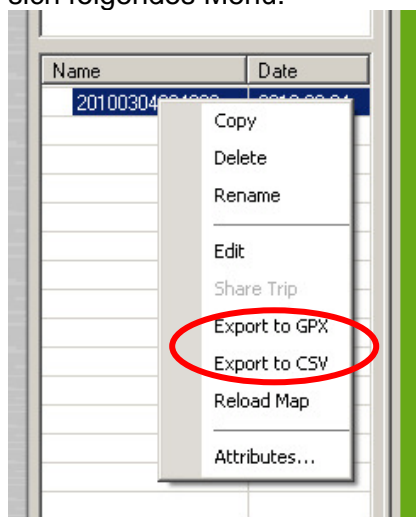 sich folgendes Menü:
Name Date
Copy
Delete
Rename
Edit
Share Trip
Export to GPX
Export to CSV
Reload Map
Attributes...